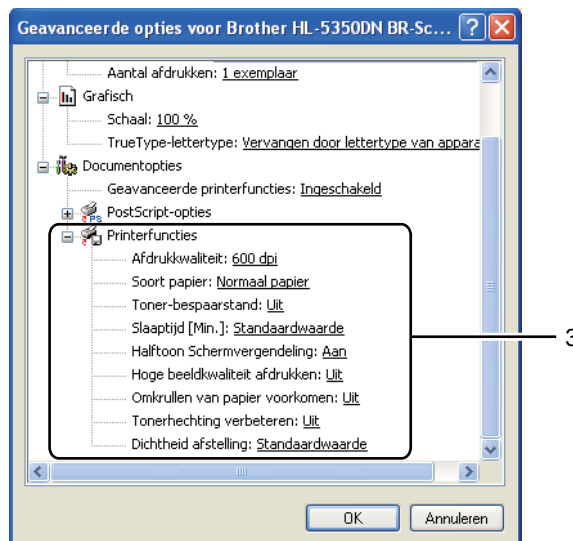 Geavanceerde opties voor Brother HL-5350DN BR-Sc...
Aantal afdrukken: 1 exemplaar
Grafisch
Schaal: 100 %
TrueType-lettertype: Vervangen door lettertype van appara
Documentopties
Geavanceerde printerfuncties: Ingeschakeld
PostScript-opties
Printerfuncties
Afdrukkwaliteit: 600 dpi
Soort papier: Normaal papier
Toner-bespaarstand: Uit
Slaaptijd [Min.]: Standaardwaarde
Halftoon Schermvergendeling: Aan
Hoge beeldkwaliteit afdrukken: Uit
Omkrullen van papier voorkomen: Uit
Tonerhechting verbeteren: Uit
Dichtheid afstelling: Standaardwaarde
3
OK Annuleren